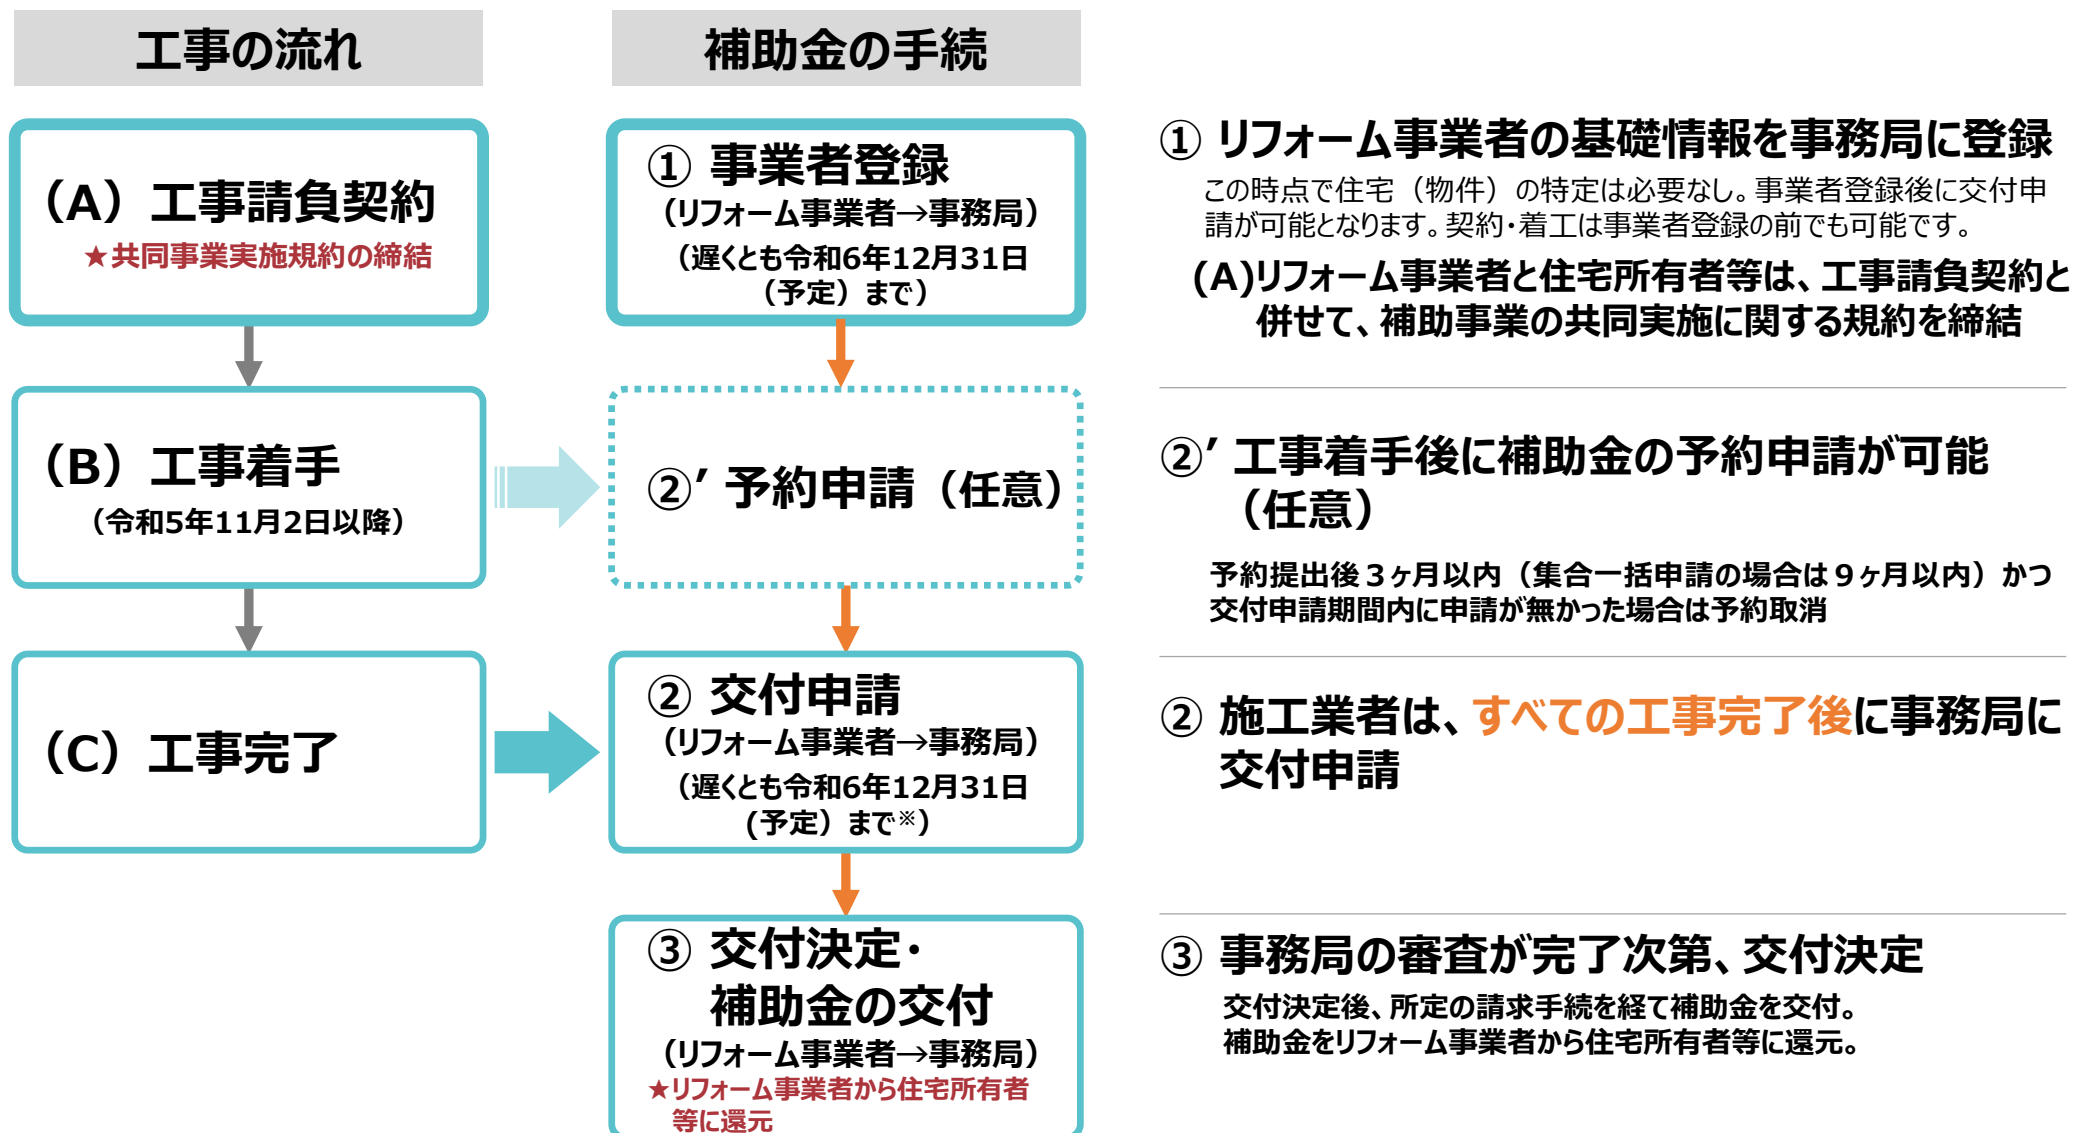 工事の流れ
（A）工事請負契約
★共同事業実施規約の締結
（B）工事着手
（令和5年11月2日以降）
（C）工事完了
補助金の手続
① 事業者登録
（リフォーム事業者→事務局）
（遅くとも令和6年12月31日
（予定）まで）
②’ 予約申請（任意）
② 交付申請
（リフォーム事業者→事務局）
（遅くとも令和6年12月31日
(予定）まで※）
③ 交付決定・
補助金の交付
（リフォーム事業者→事務局）
★リフォーム事業者から住宅所有者
等に還元
① リフォーム事業者の基礎情報を事務局に登録
この時点で住宅（物件）の特定は必要なし。事業者登録後に交付申
請が可能となります。契約・着工は事業者登録の前でも可能です。
(A)リフォーム事業者と住宅所有者等は、工事請負契約と
併せて、補助事業の共同実施に関する規約を締結
②’ 工事着手後に補助金の予約申請が可能
（任意）
予約提出後３ヶ月以内（集合一括申請の場合は９ヶ月以内）かつ
交付申請期間内に申請が無かった場合は予約取消
② 施工業者は、すべての工事完了後に事務局に
交付申請
③ 事務局の審査が完了次第、交付決定
交付決定後、所定の請求手続を経て補助金を交付。
補助金をリフォーム事業者から住宅所有者等に還元。